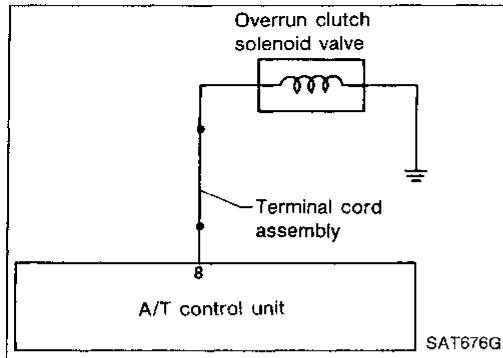 Overrun clutch
solenoid valve
Terminal cord
assembly
8
A/T control unit
SAT676G